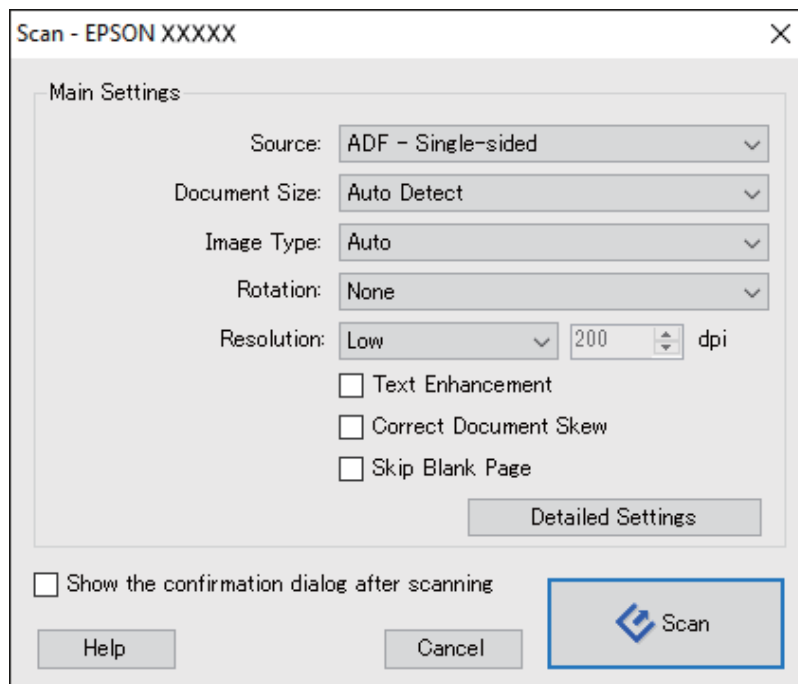 Scan - EPSON XXXXX
Main Settings
Source: ADF - Single-sided
Document Size: Auto Detect
Image Type: Auto
Rotation: None
Resolution: Low 200 dpi
Text Enhancement
Correct Document Skew
Skip Blank Page
Detailed Settings
Show the confirmation dialog after scanning
Help Cancel Scan